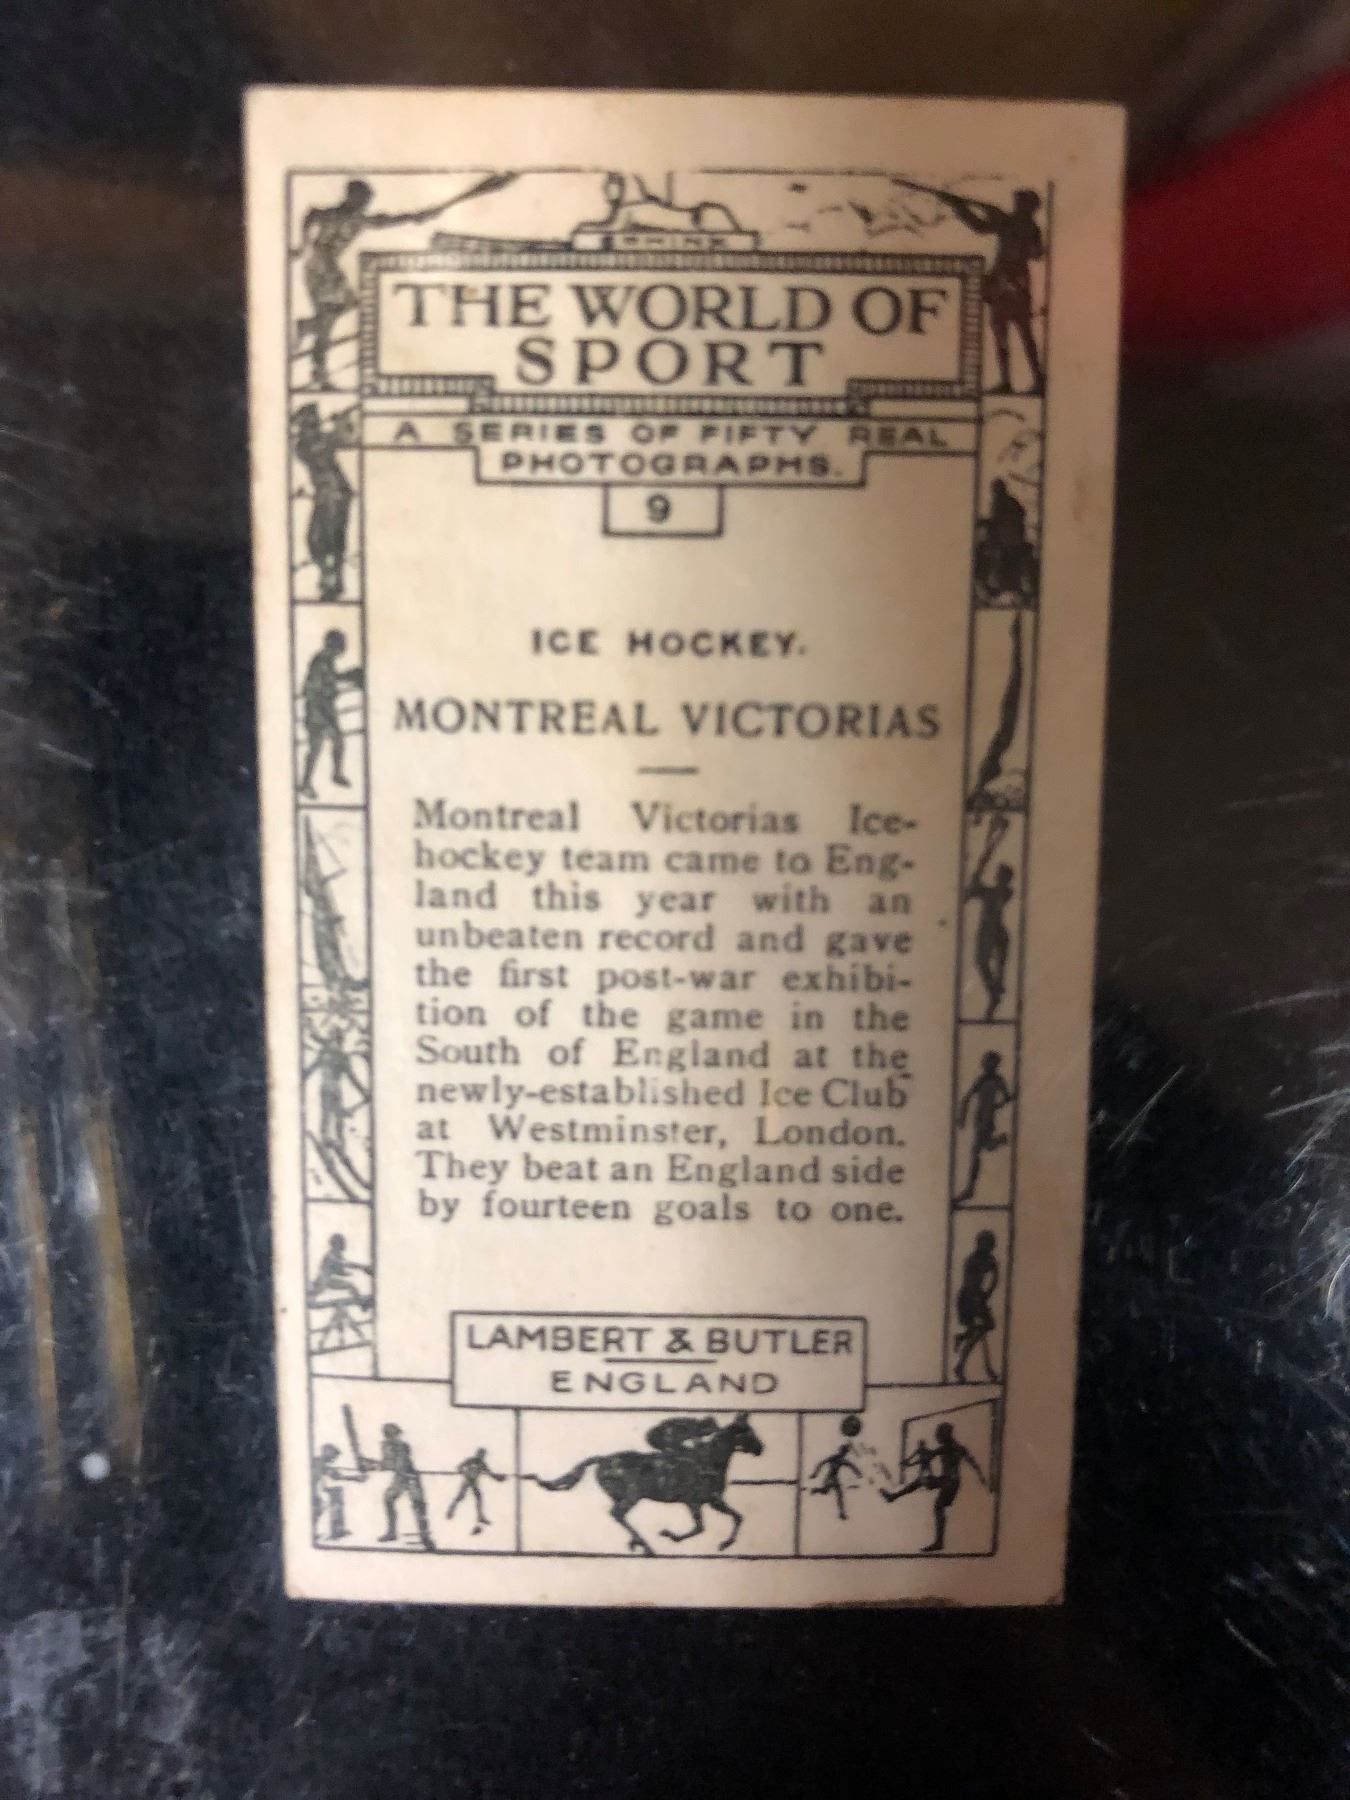 THINK
THE WORLD OF
SPORT
A SERIES OF FIFTY REAL
PHOTOGRAPHS.
9
ICE HOCKEY.
MONTREAL VICTORIAS
Montreal Victorias Ice-
hockey team came to Eng-
land this year with an
unbeaten record and gave
the first post-war exhibi-
tion of the game in the
South of England at the
newly-established Ice Club
at Westminster, London.
They beat an England side
by fourteen goals to one.
LAMBERT & BUTLER
ENGLAND